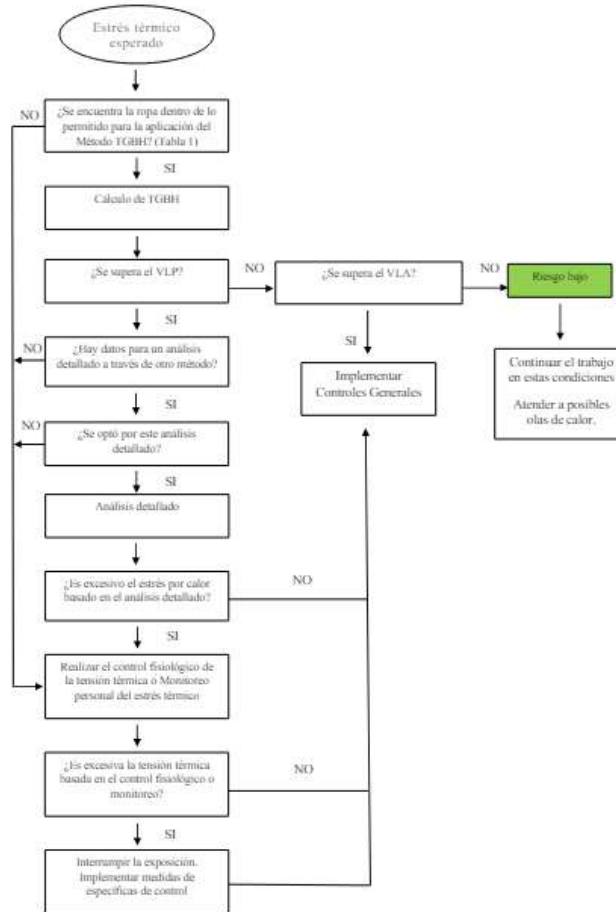 Estrés térmico
esperado
NO
¿Se encuentra la ropa dentro de lo
permitido para la aplicación del
Método TGBH? (Tabla 1)
SI
Cálculo de TGBH
¿Se supera el VLP?
NO
¿Se supera el VLA?
NO
Riesgo bajo
SI
SI
NO
¿Hay datos para un análisis
detallado a través de otro método?
Implementar
Controles Generales
Continuar el trabajo
en estas condiciones
Atender a posibles
olas de calor.
SI
NO
¿Se optó por este análisis
detallado?
SI
Análisis detallado
SI
¿Es excesivo el estrés por calor
basado en el análisis detallado?
NO
SI
Realizar el control fisiológico de
la tensión térmica ó Monitoreo
personal del estrés térmico
¿Es excesiva la tensión térmica
basada en el control fisiológico o
monitoreo?
NO
SI
Interrumpir la exposición.
Implementar medidas de
específicas de control